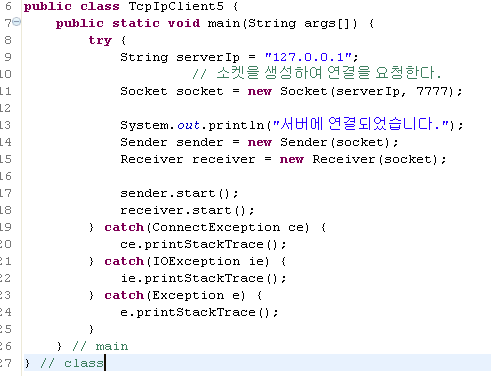 6 public class TcpIpClient5 {
7     public static void main(String args[]) {
8         try {
9             String serverIp = "127.0.0.1";
10                     // 소켓을 생성하여 연결을 요청한다.
11             Socket socket = new Socket(serverIp, 7777);
12
13             System.out.println("서버에 연결되었습니다.");
14             Sender sender = new Sender(socket);
15             Receiver receiver = new Receiver(socket);
16
17             sender.start();
18             receiver.start();
19         } catch(ConnectException ce) {
20             ce.printStackTrace();
21         } catch(IOException ie) {
22             ie.printStackTrace();
23         } catch(Exception e) {
24             e.printStackTrace();
25         }
26     } // main
27 } // class